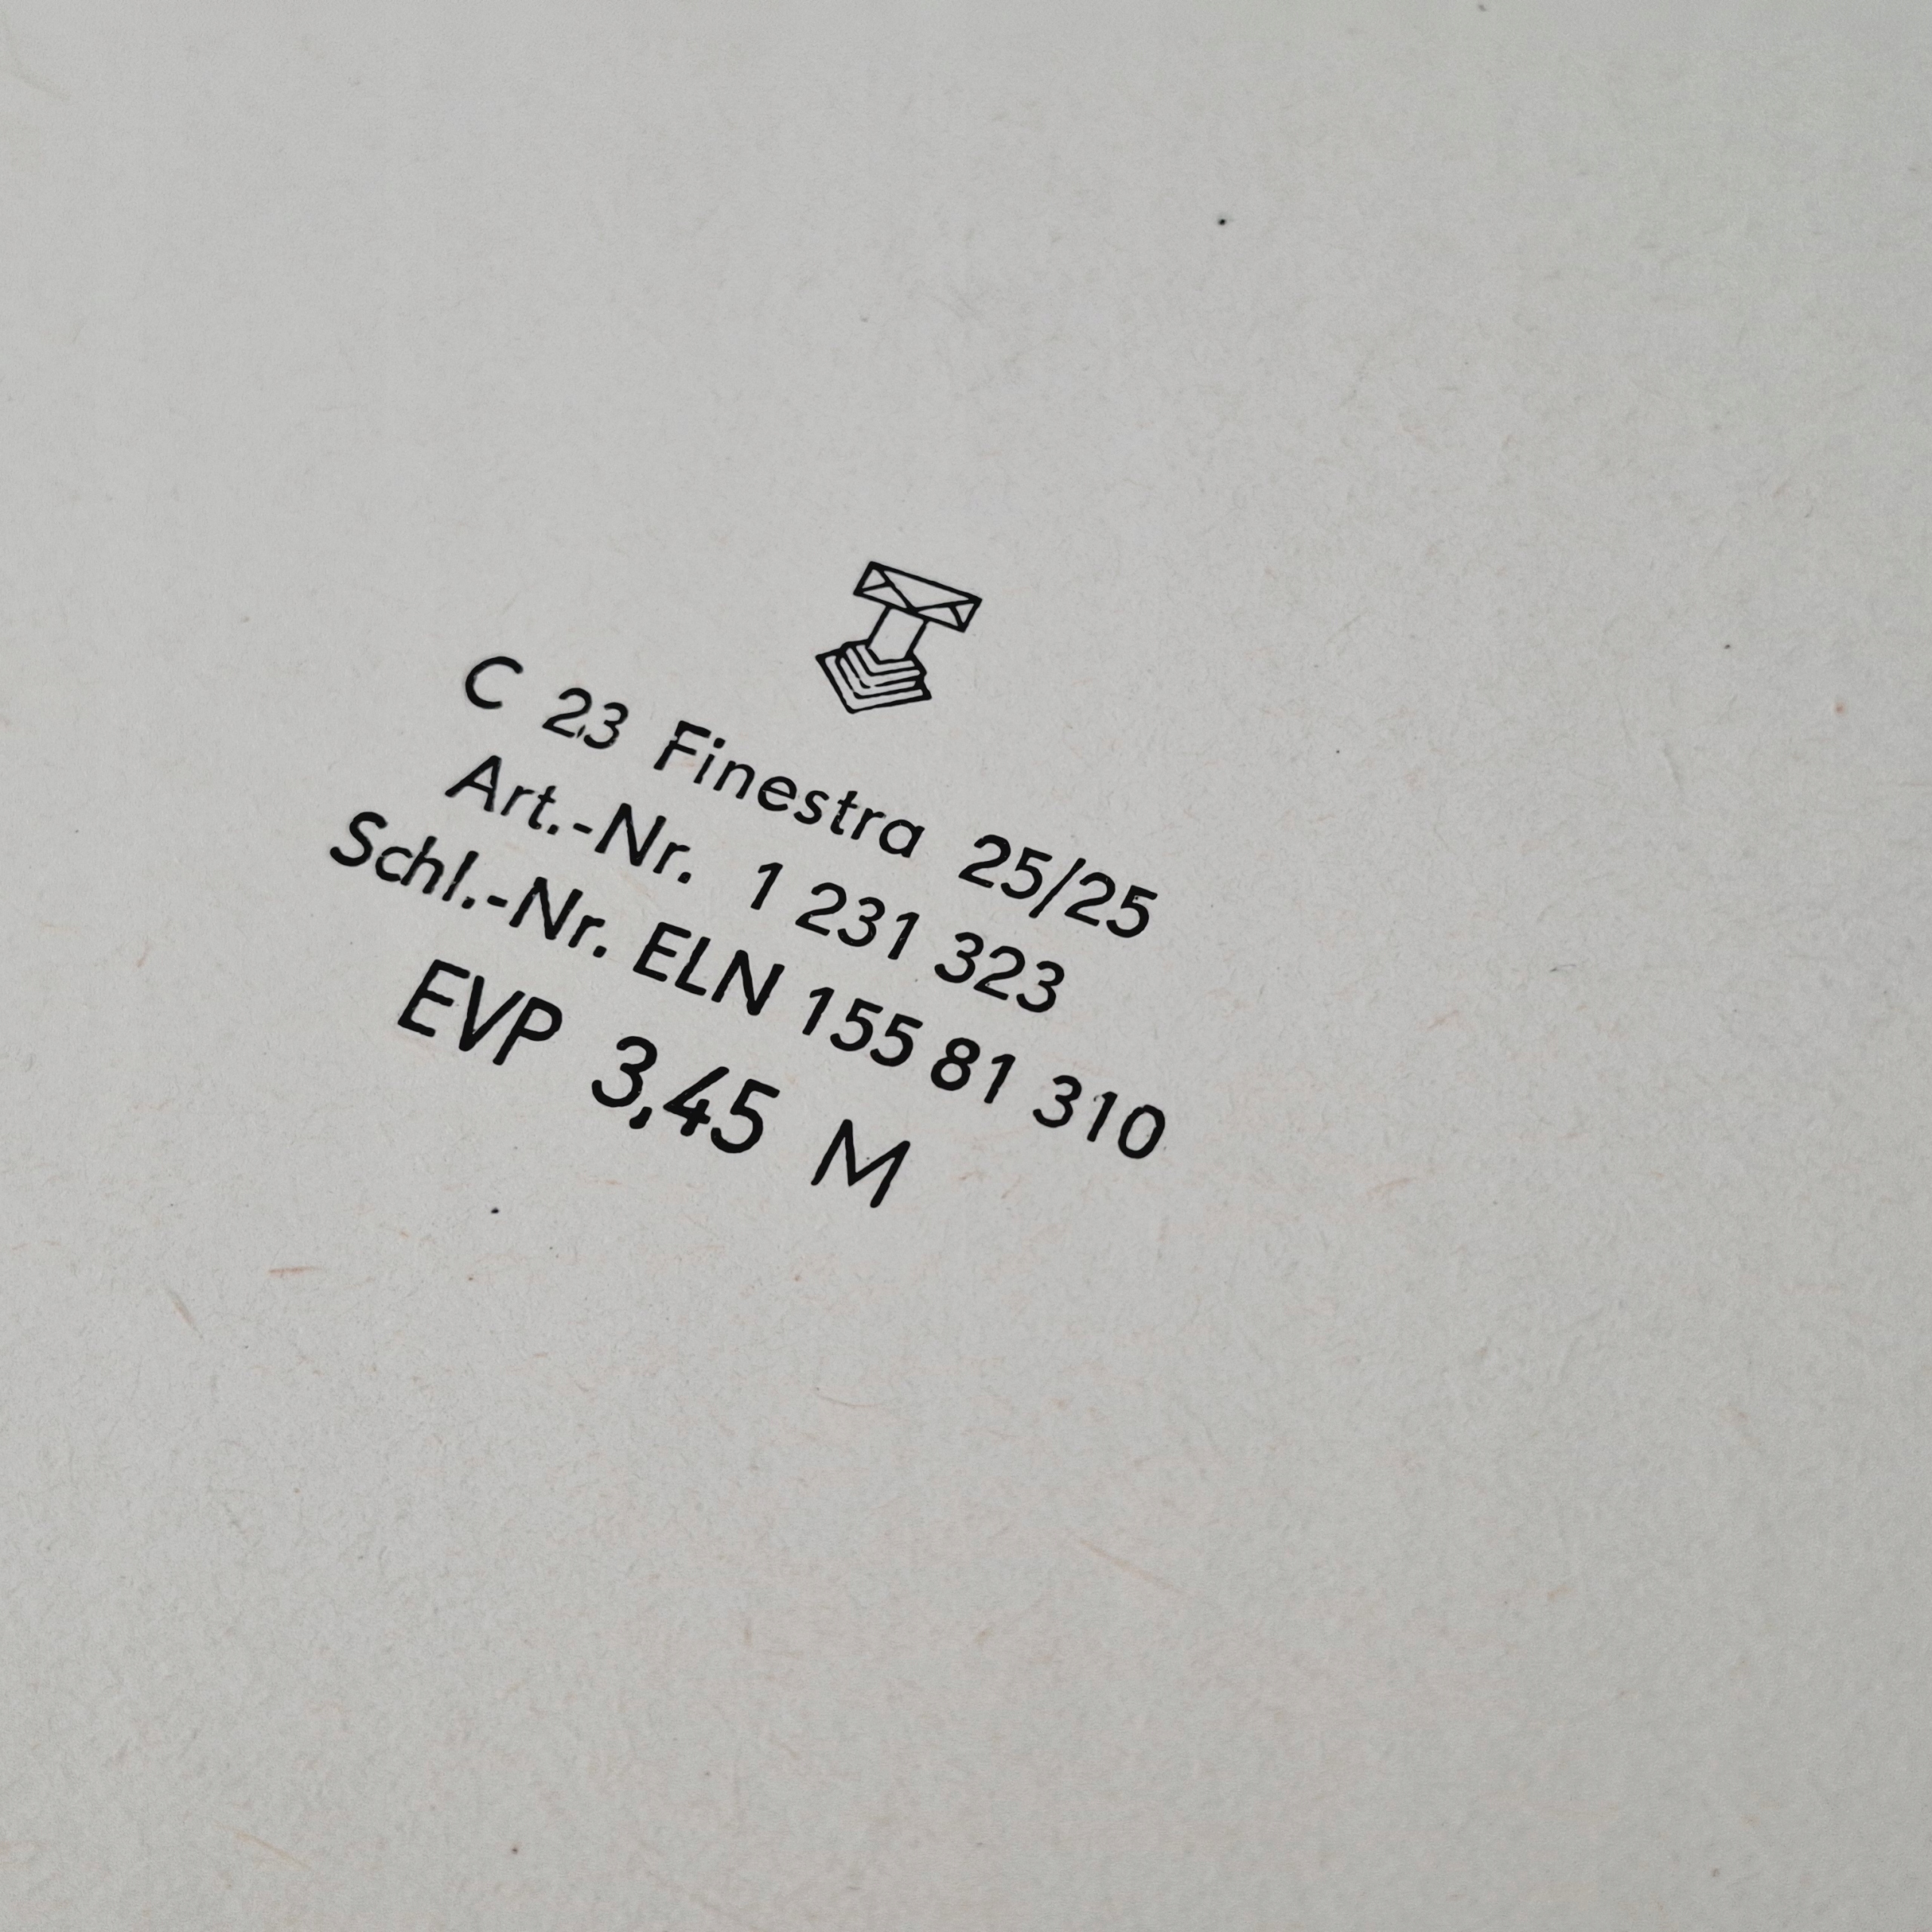 C 23 Finestra 25/25
Art.-Nr. 1 231 323
Schl.-Nr. ELN 155 81 310
EVP 3,45 M